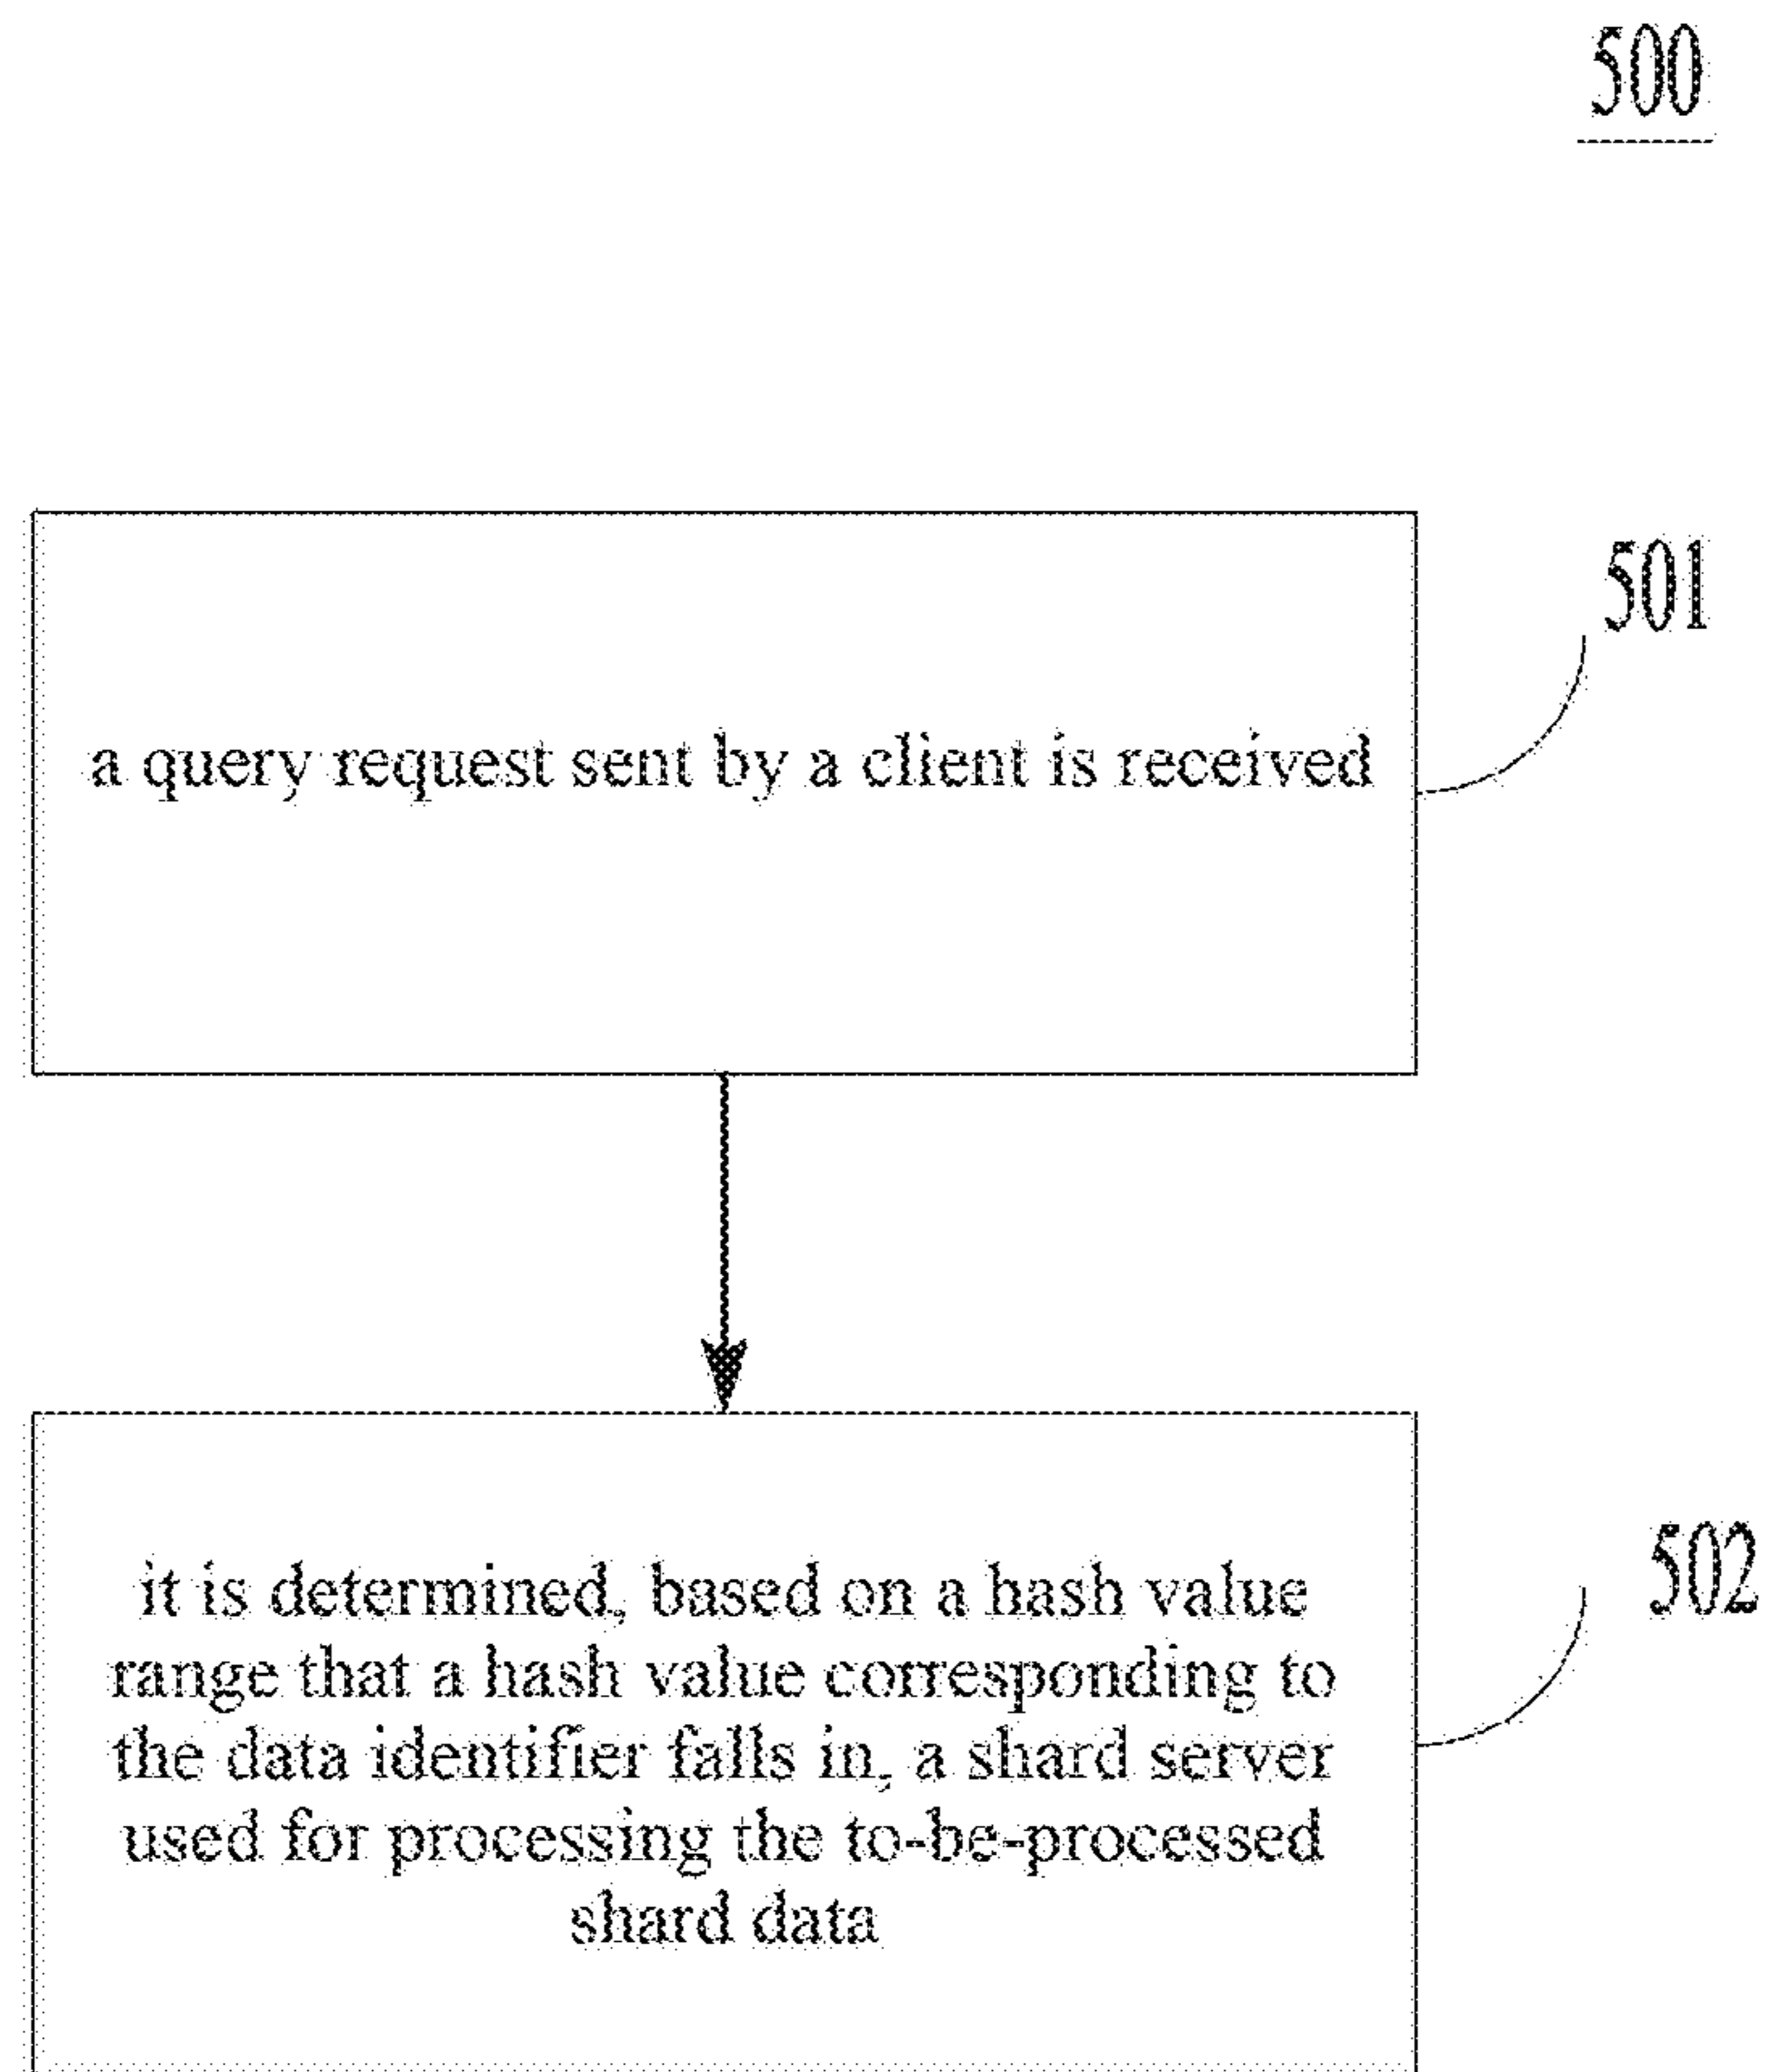 500
501
a query request sent by a client is received
502
it is determined, based on a hash value
range that a hash value corresponding to
the data identifier falls in, a shard server
used for processing the to-be-processed
shard data